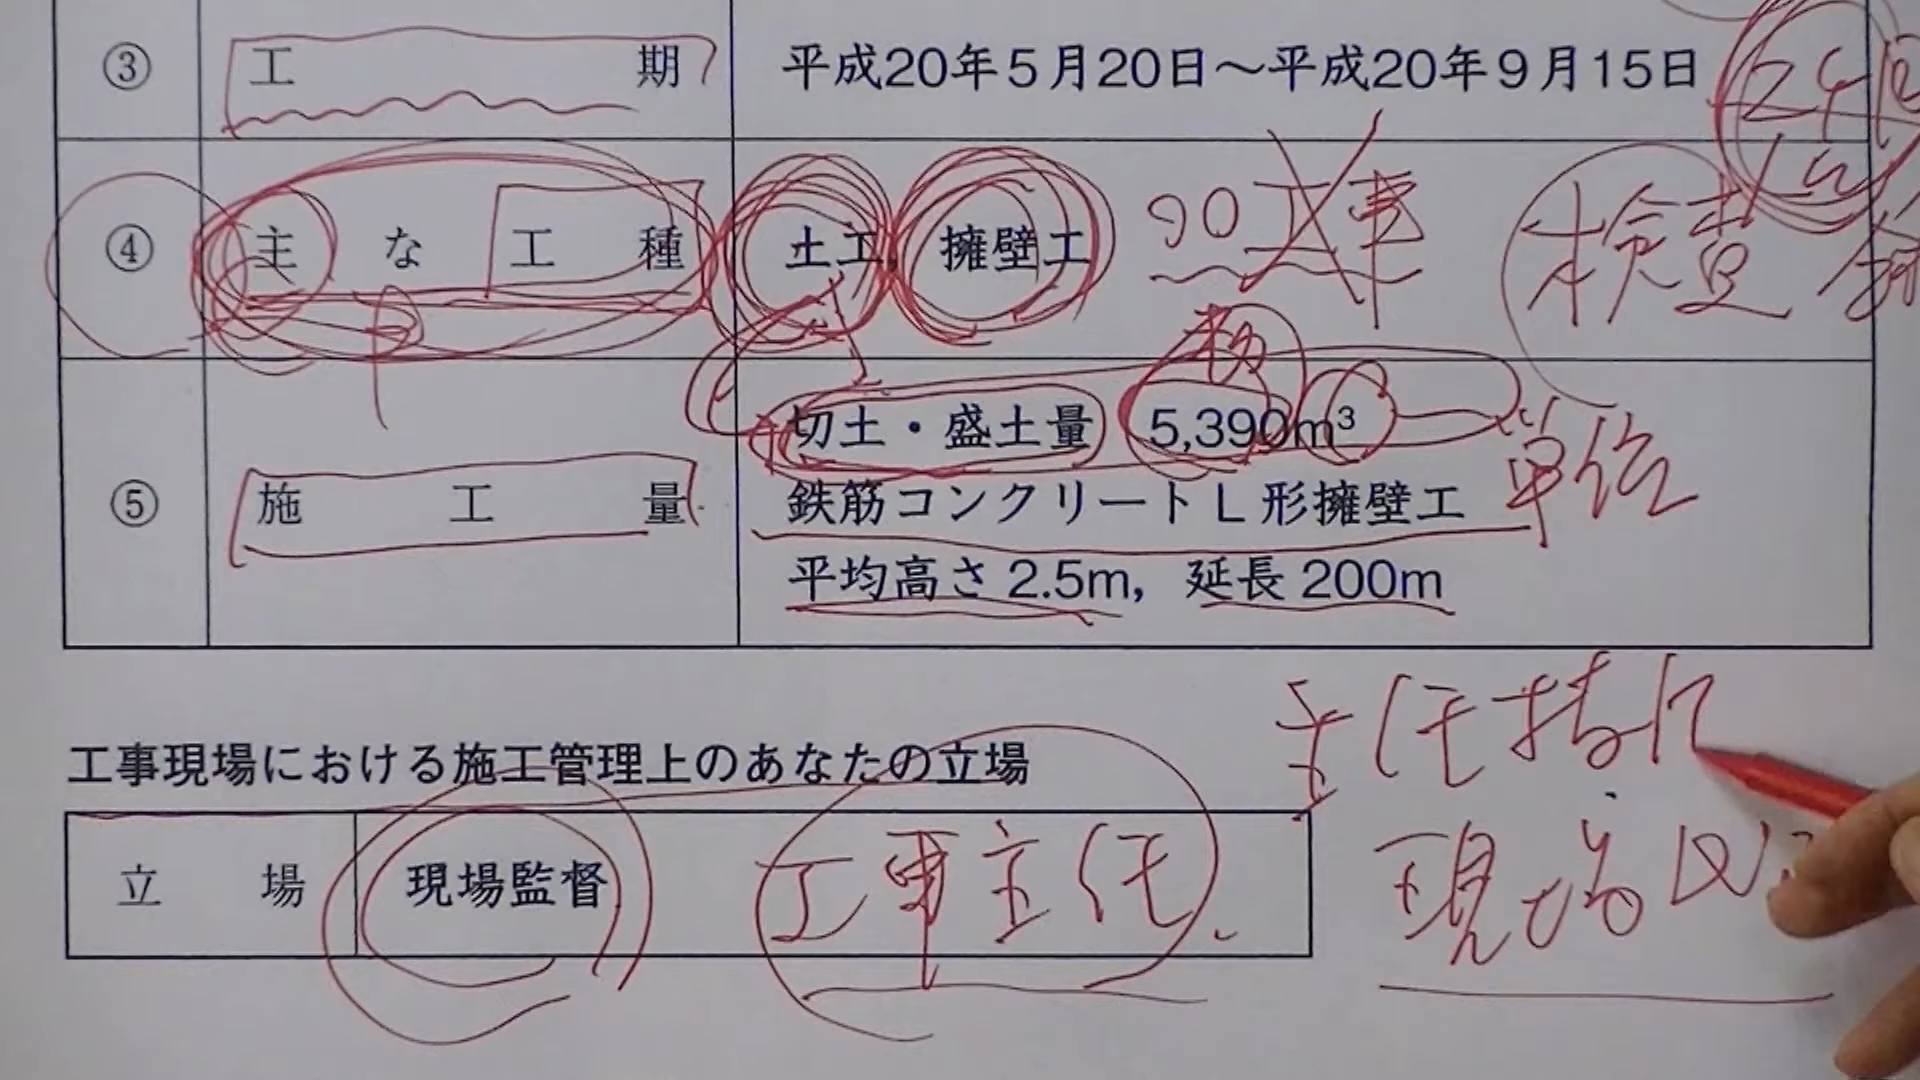 ③ 工期 平成20年5月20日～平成20年9月15日
④ 主な工種 土工，擁壁工 〇〇工事 検査
⑤ 施工量 切土・盛土量 5,390m³
単位
鉄筋コンクリートL形擁壁工
平均高さ 2.5m， 延長 200m
工事現場における施工管理上のあなたの立場
主任技
立場 現場監督 工事主任 現場代